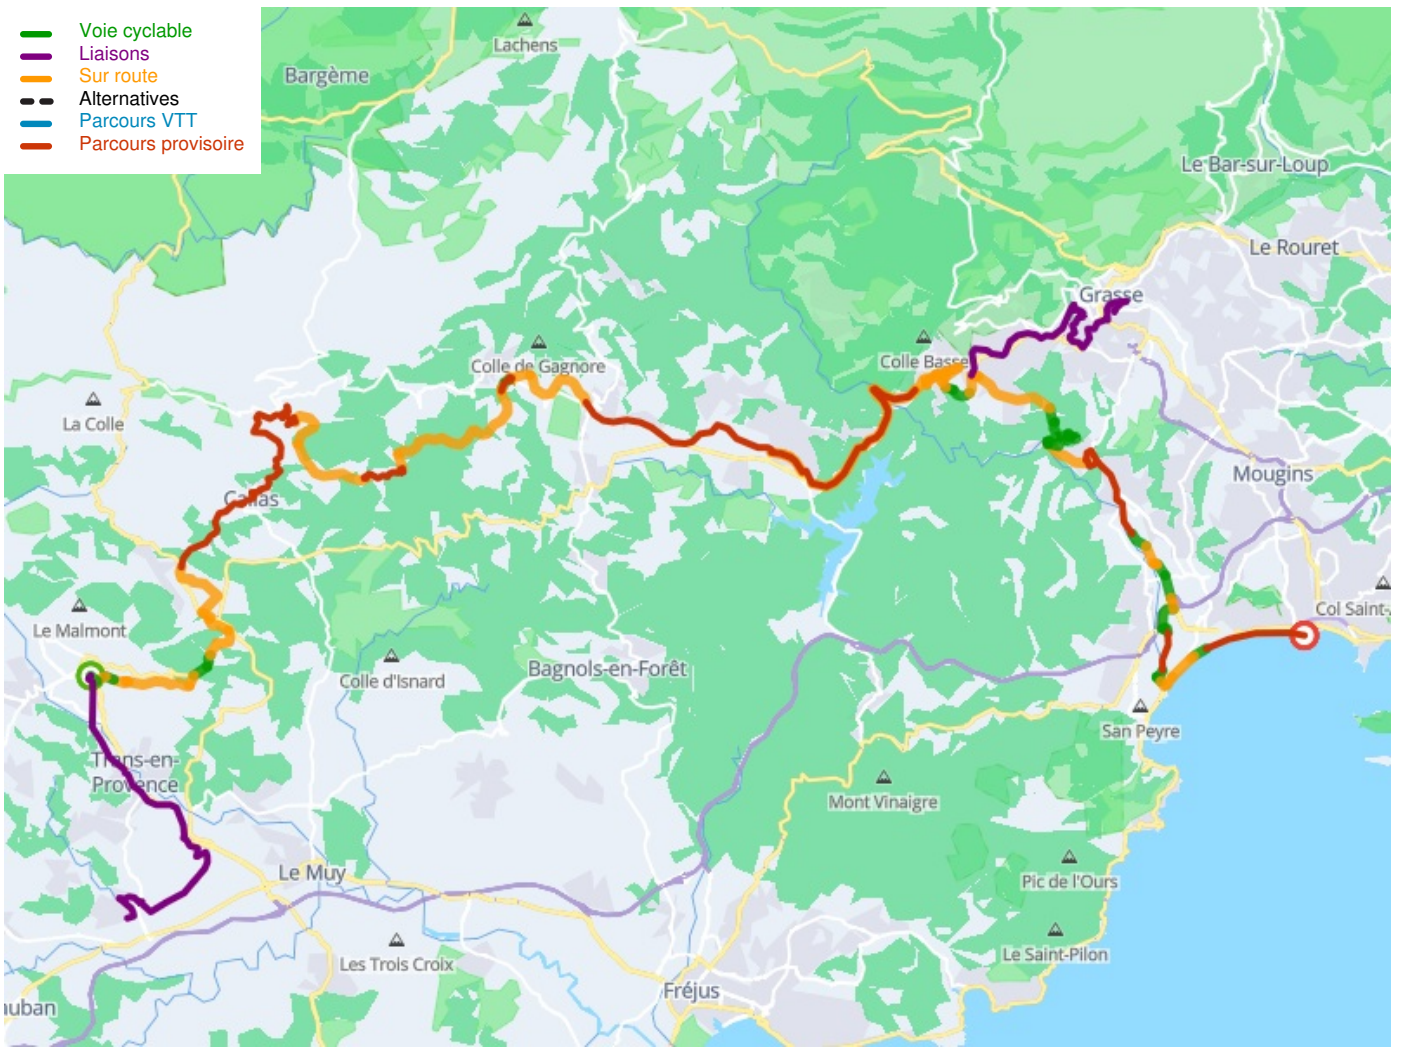 Voie cyclable
Liaisons
Sur route
Alternatives
Parcours VTT
Parcours provisoire
Lachens
Bargème
Le Bar-sur-Loup
Le Rouret
Grasse
Colle de Gagnore
Colle Basse
La Colle
Mougins
Callas
Col Saint-
Le Malmont
Bagnols-en-Forêt
Colle d'Isnard
San Peyre
Trans-en-
Provence
Mont Vinaigre
Le Muy
Pic de l'Ours
Le Saint-Pilon
Les Trois Croix
Fréjus
auban